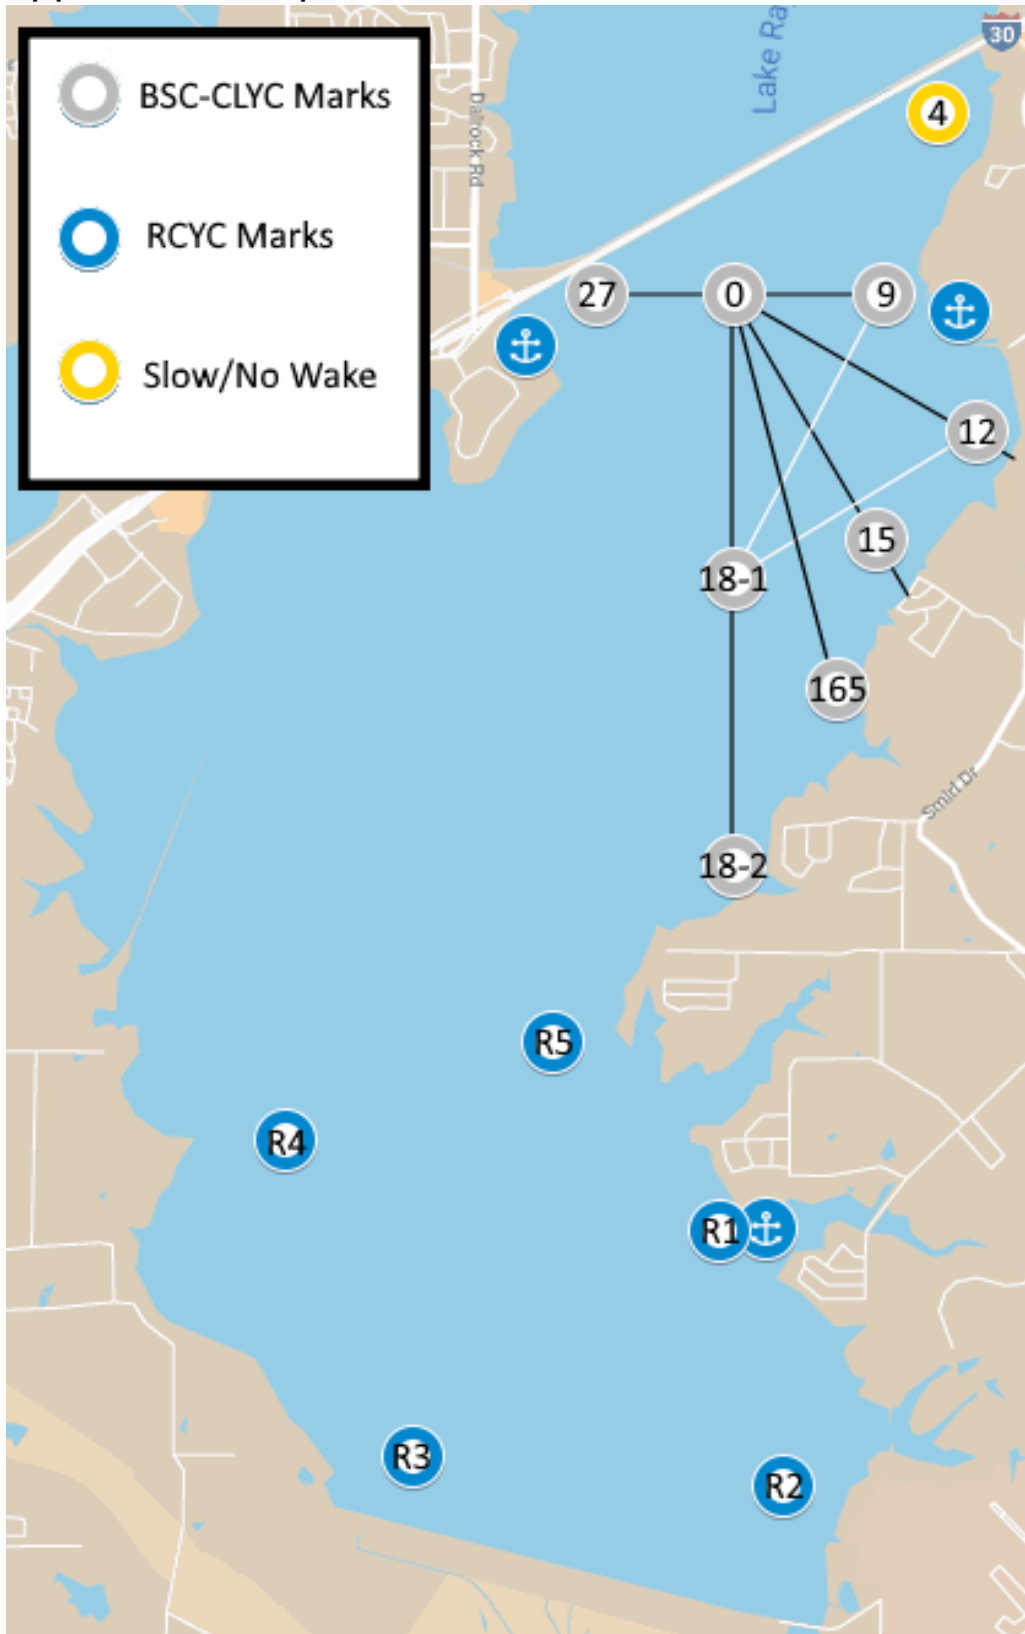 Lake Ra
30
BSC-CLYC Marks
4
Dalrock Rd
RCYC Marks
27
0
9
Slow/No Wake
12
15
18-1
165
Smirl Dr
18-2
R5
R4
R1
R3
R2